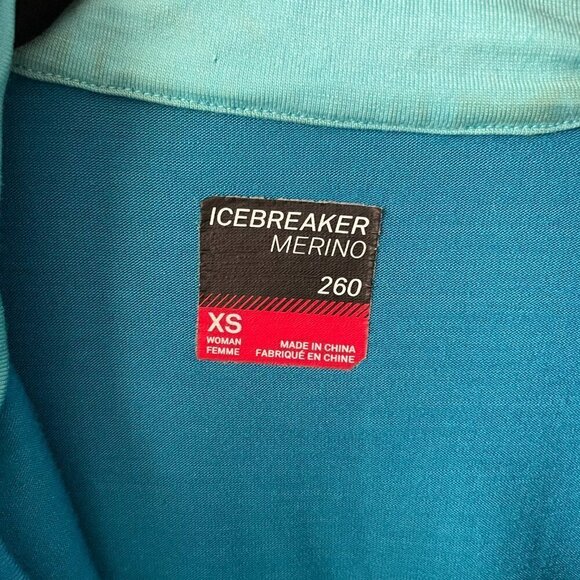 ICEBREAKER
MERINO
260
XS
WOMAN
FEMME
MADE IN CHINA
FABRIQUÉ EN CHINE